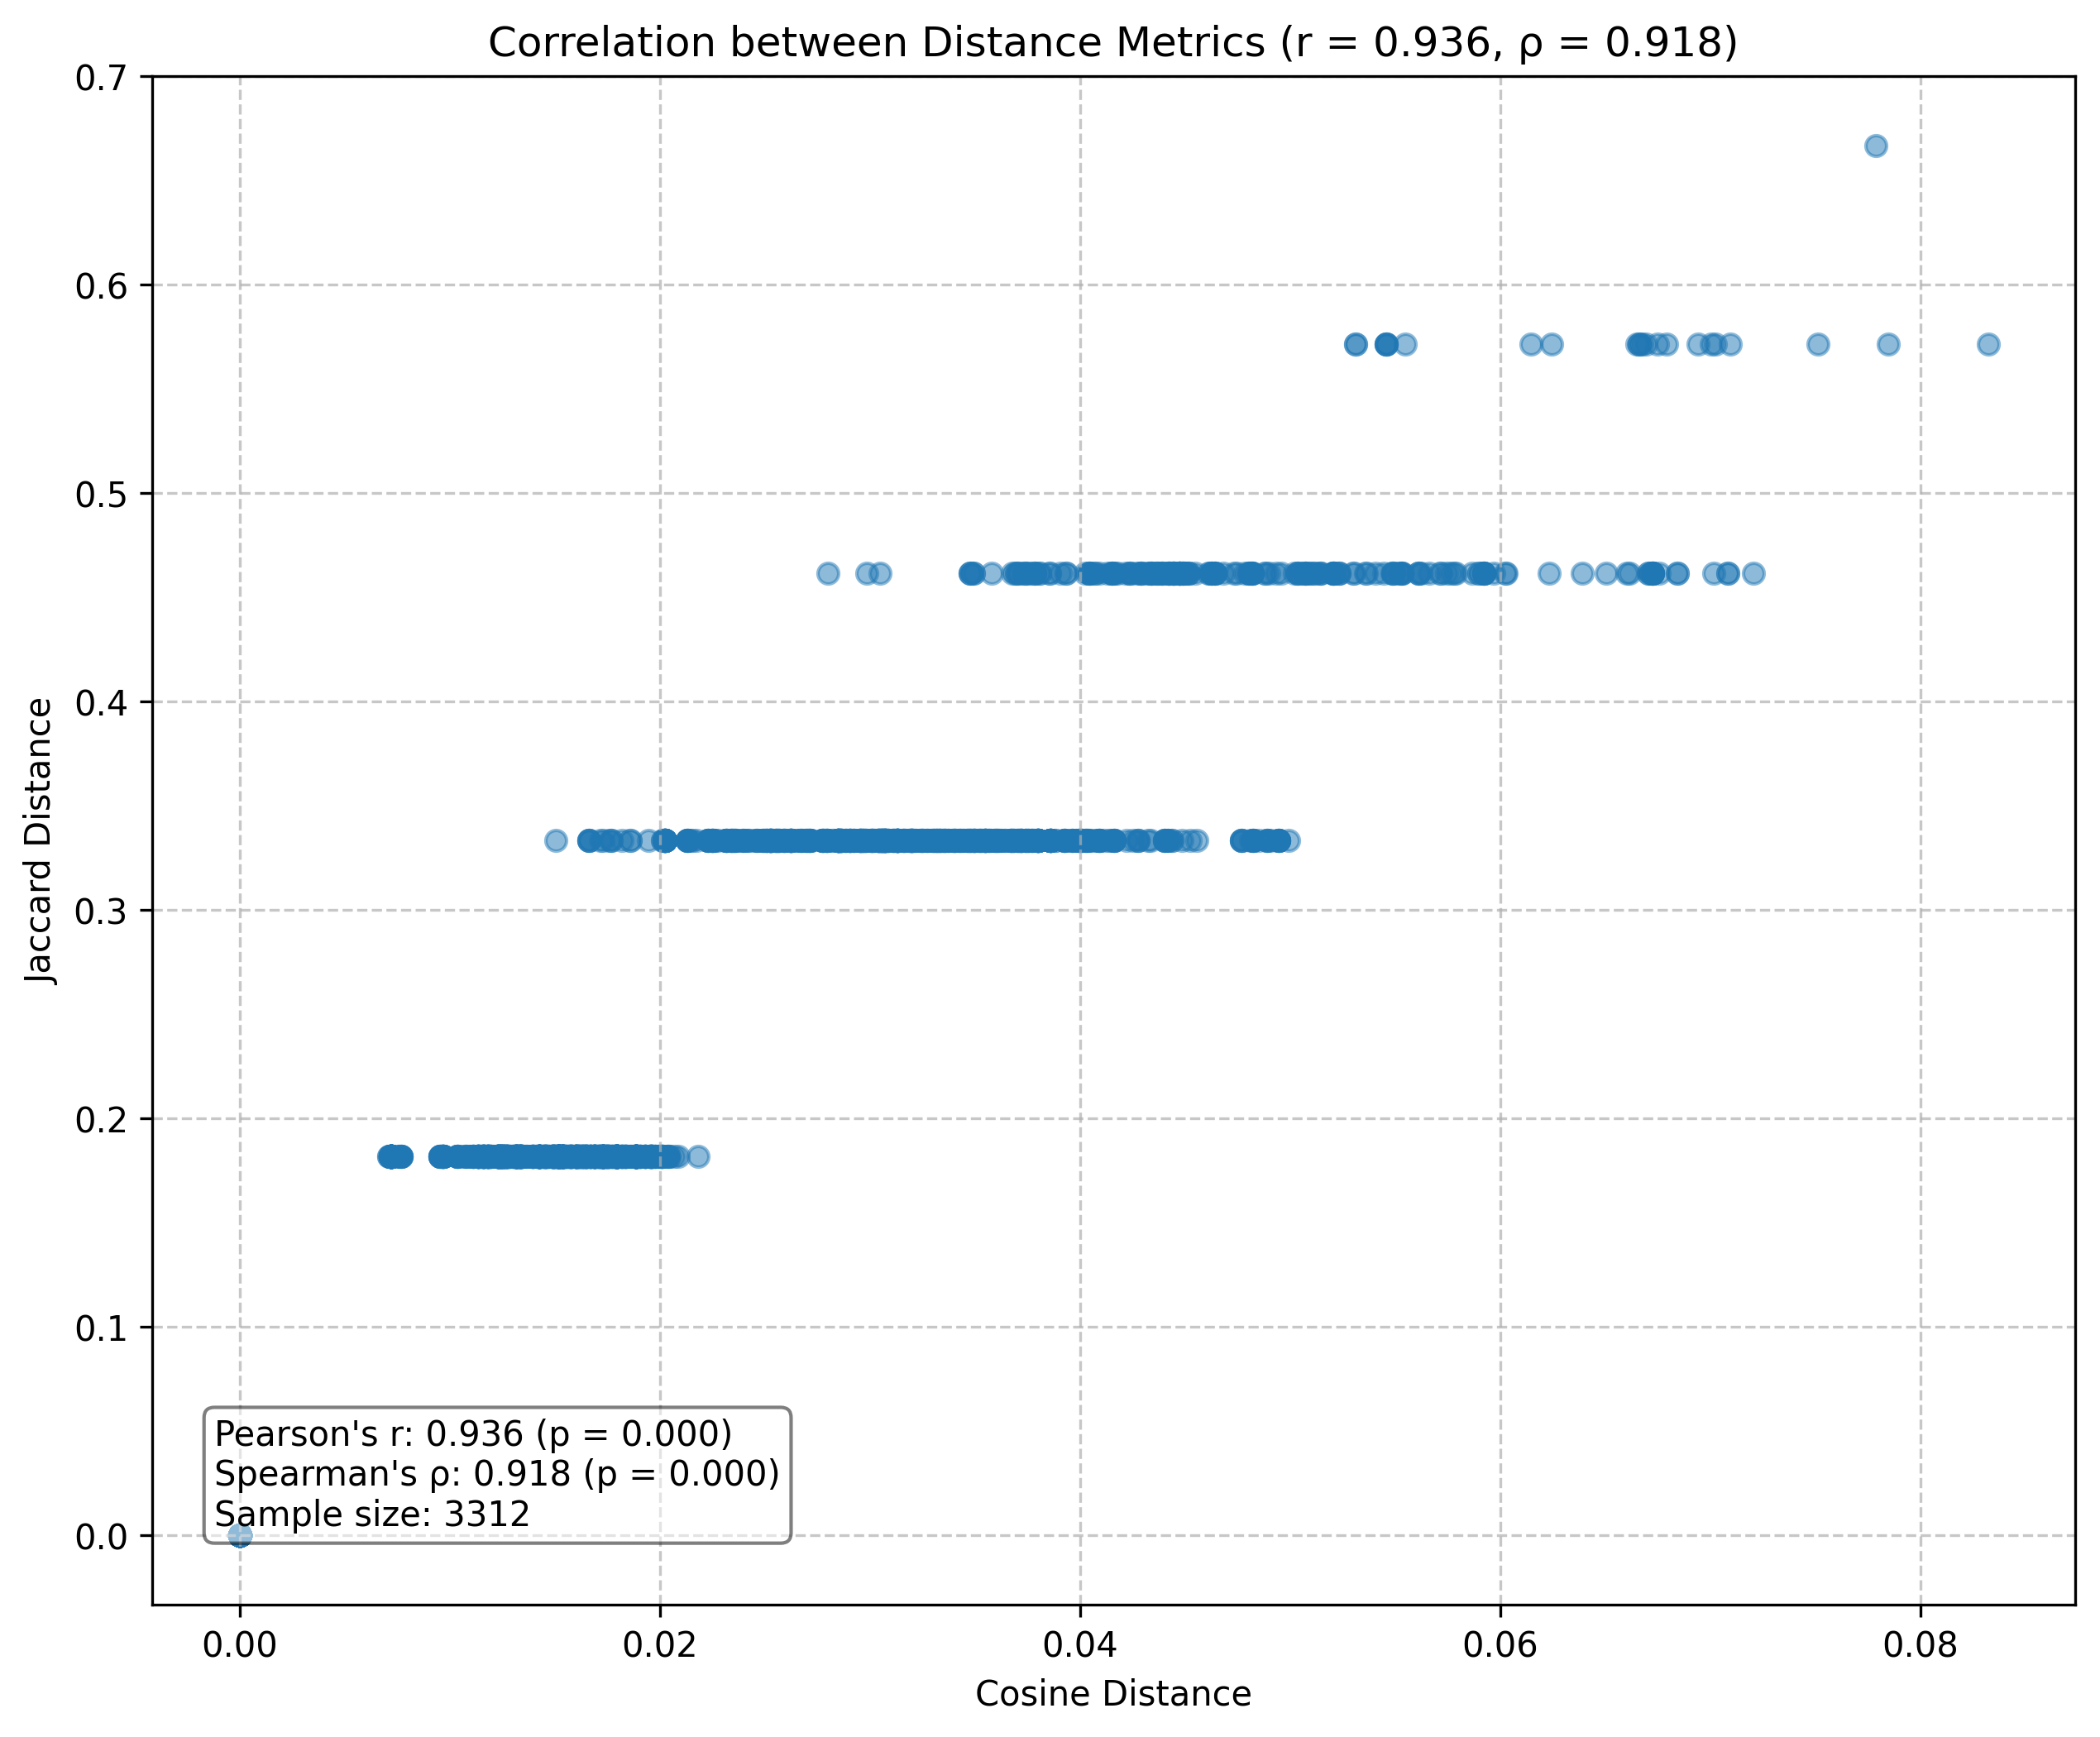 Correlation between Distance Metrics (r = 0.936, ρ = 0.918)
0.7
0.6
0.5
0.4
0.3
0.2
0.1
0.0
Jaccard Distance
Pearson's r: 0.936 (p = 0.000)
Spearman's ρ: 0.918 (p = 0.000)
Sample size: 3312
0.00 0.02 0.04 0.06 0.08
Cosine Distance